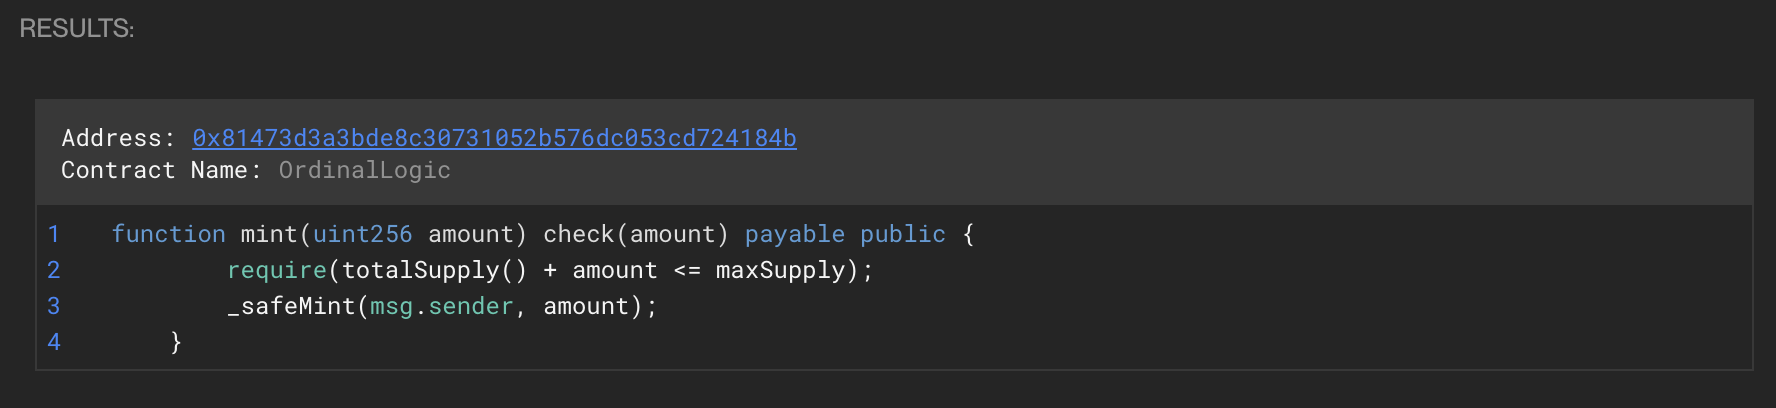 RESULTS:
Address: 0x81473d3a3bde8c30731052b576dc053cd724184b
Contract Name: OrdinalLogic
1 function mint(uint256 amount) check(amount) payable public {
2 require(totalSupply() + amount <= maxSupply);
3 _safeMint(msg.sender, amount);
4 }